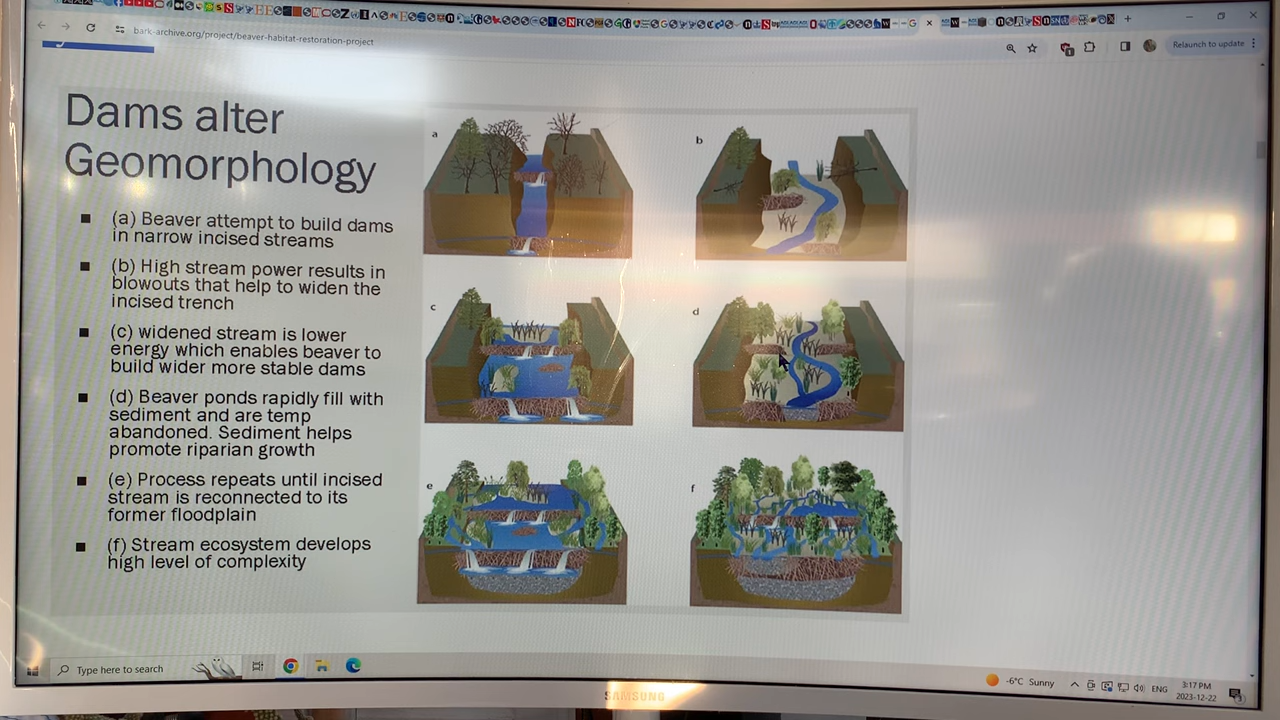 bark-archive.org/project/beaver-habitat-restoration-project
Relaunch to update
Dams alter
Geomorphology
(a) Beaver attempt to build dams
in narrow incised streams
(b) High stream power results in
blowouts that help to widen the
incised trench
(c) widened stream is lower
energy which enables beaver to
build wider more stable dams
(d) Beaver ponds rapidly fill with
sediment and are temp
abandoned. Sediment helps
promote riparian growth
(e) Process repeats until incised
stream is reconnected to its
former floodplain
(f) Stream ecosystem develops
high level of complexity
a
b
c
d
e
f
Type here to search
-6°C Sunny
ENG
3:17 PM
2023-12-22
SAMSUNG